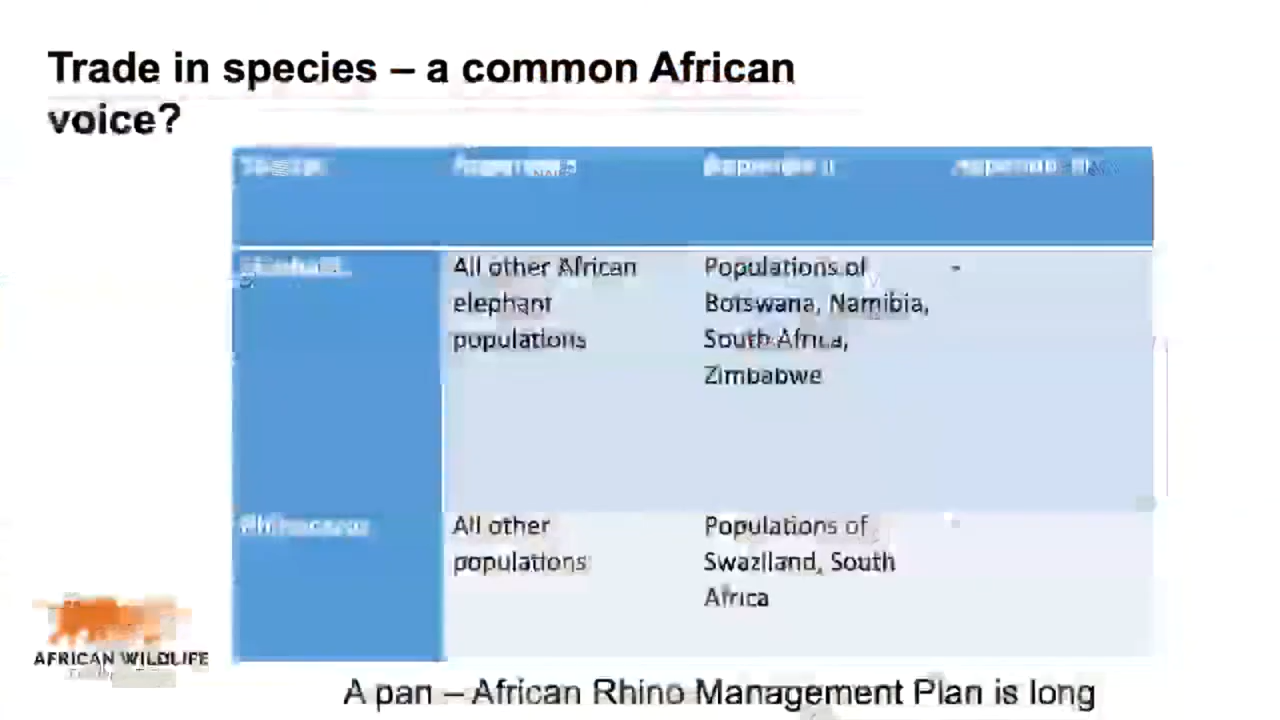 Trade in species – a common African
voice?
All other African
elephant
populations
Populations of
Botswana, Namibia,
South Africa,
Zimbabwe
-
All other
populations
Populations of
Swaziland, South
Africa
AFRICAN WILDLIFE
A pan – African Rhino Management Plan is long